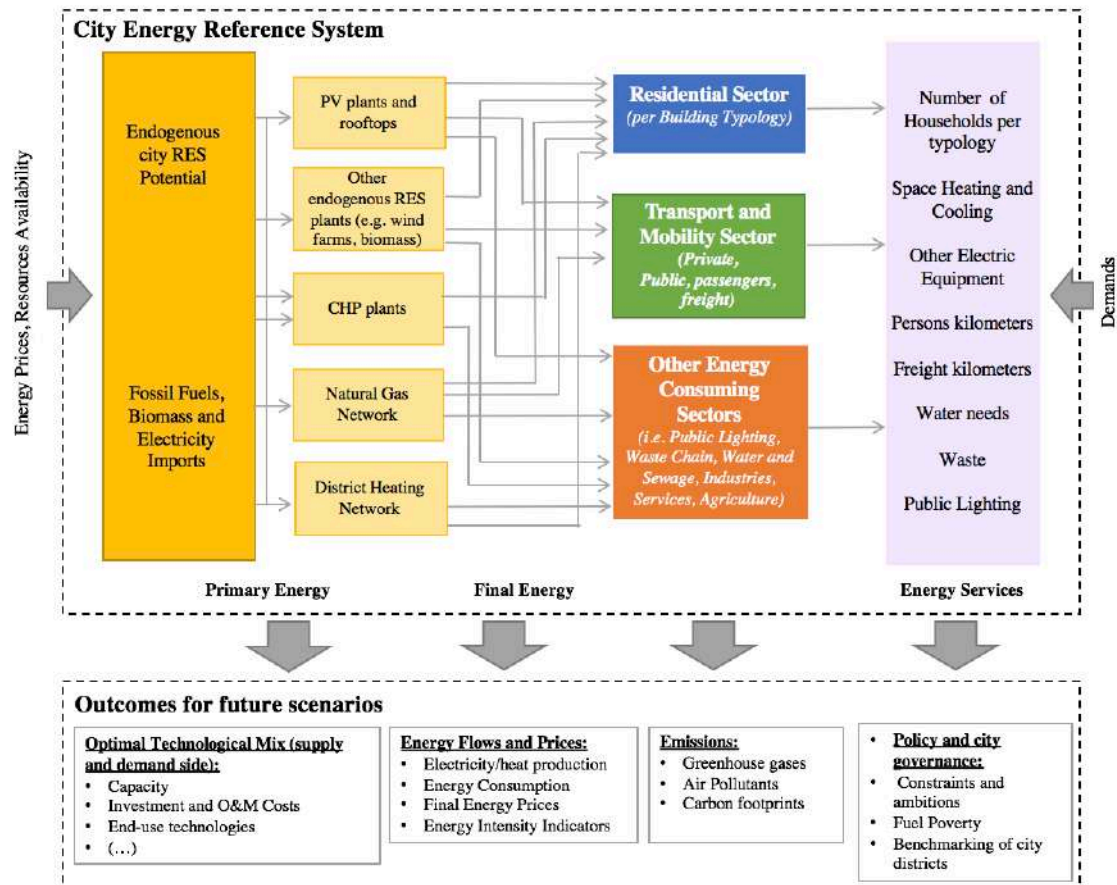 City Energy Reference System
Energy Prices, Resources Availability
Endogenous
city RES
Potential
Fossil Fuels,
Biomass and
Electricity
Imports
PV plants and
rooftops
Other
endogenous RES
plants (e.g. wind
farms, biomass)
CHP plants
Natural Gas
Network
District Heating
Network
Residential Sector
(per Building Typology)
Transport and
Mobility Sector
(Private,
Public, passengers,
freight)
Other Energy
Consuming
Sectors
(i.e. Public Lighting,
Waste Chain, Water and
Sewage, Industries,
Services, Agriculture)
Number of
Households per
typology
Space Heating and
Cooling
Other Electric
Equipment
Persons kilometers
Freight kilometers
Water needs
Waste
Public Lighting
Demands
Primary Energy
Final Energy
Energy Services
Outcomes for future scenarios
Optimal Technological Mix (supply
and demand side):
• Capacity
• Investment and O&M Costs
• End-use technologies
• (…)
Energy Flows and Prices:
• Electricity/heat production
• Energy Consumption
• Final Energy Prices
• Energy Intensity Indicators
Emissions:
• Greenhouse gases
• Air Pollutants
• Carbon footprints
• Policy and city
governance:
• Constraints and
ambitions
• Fuel Poverty
• Benchmarking of city
districts